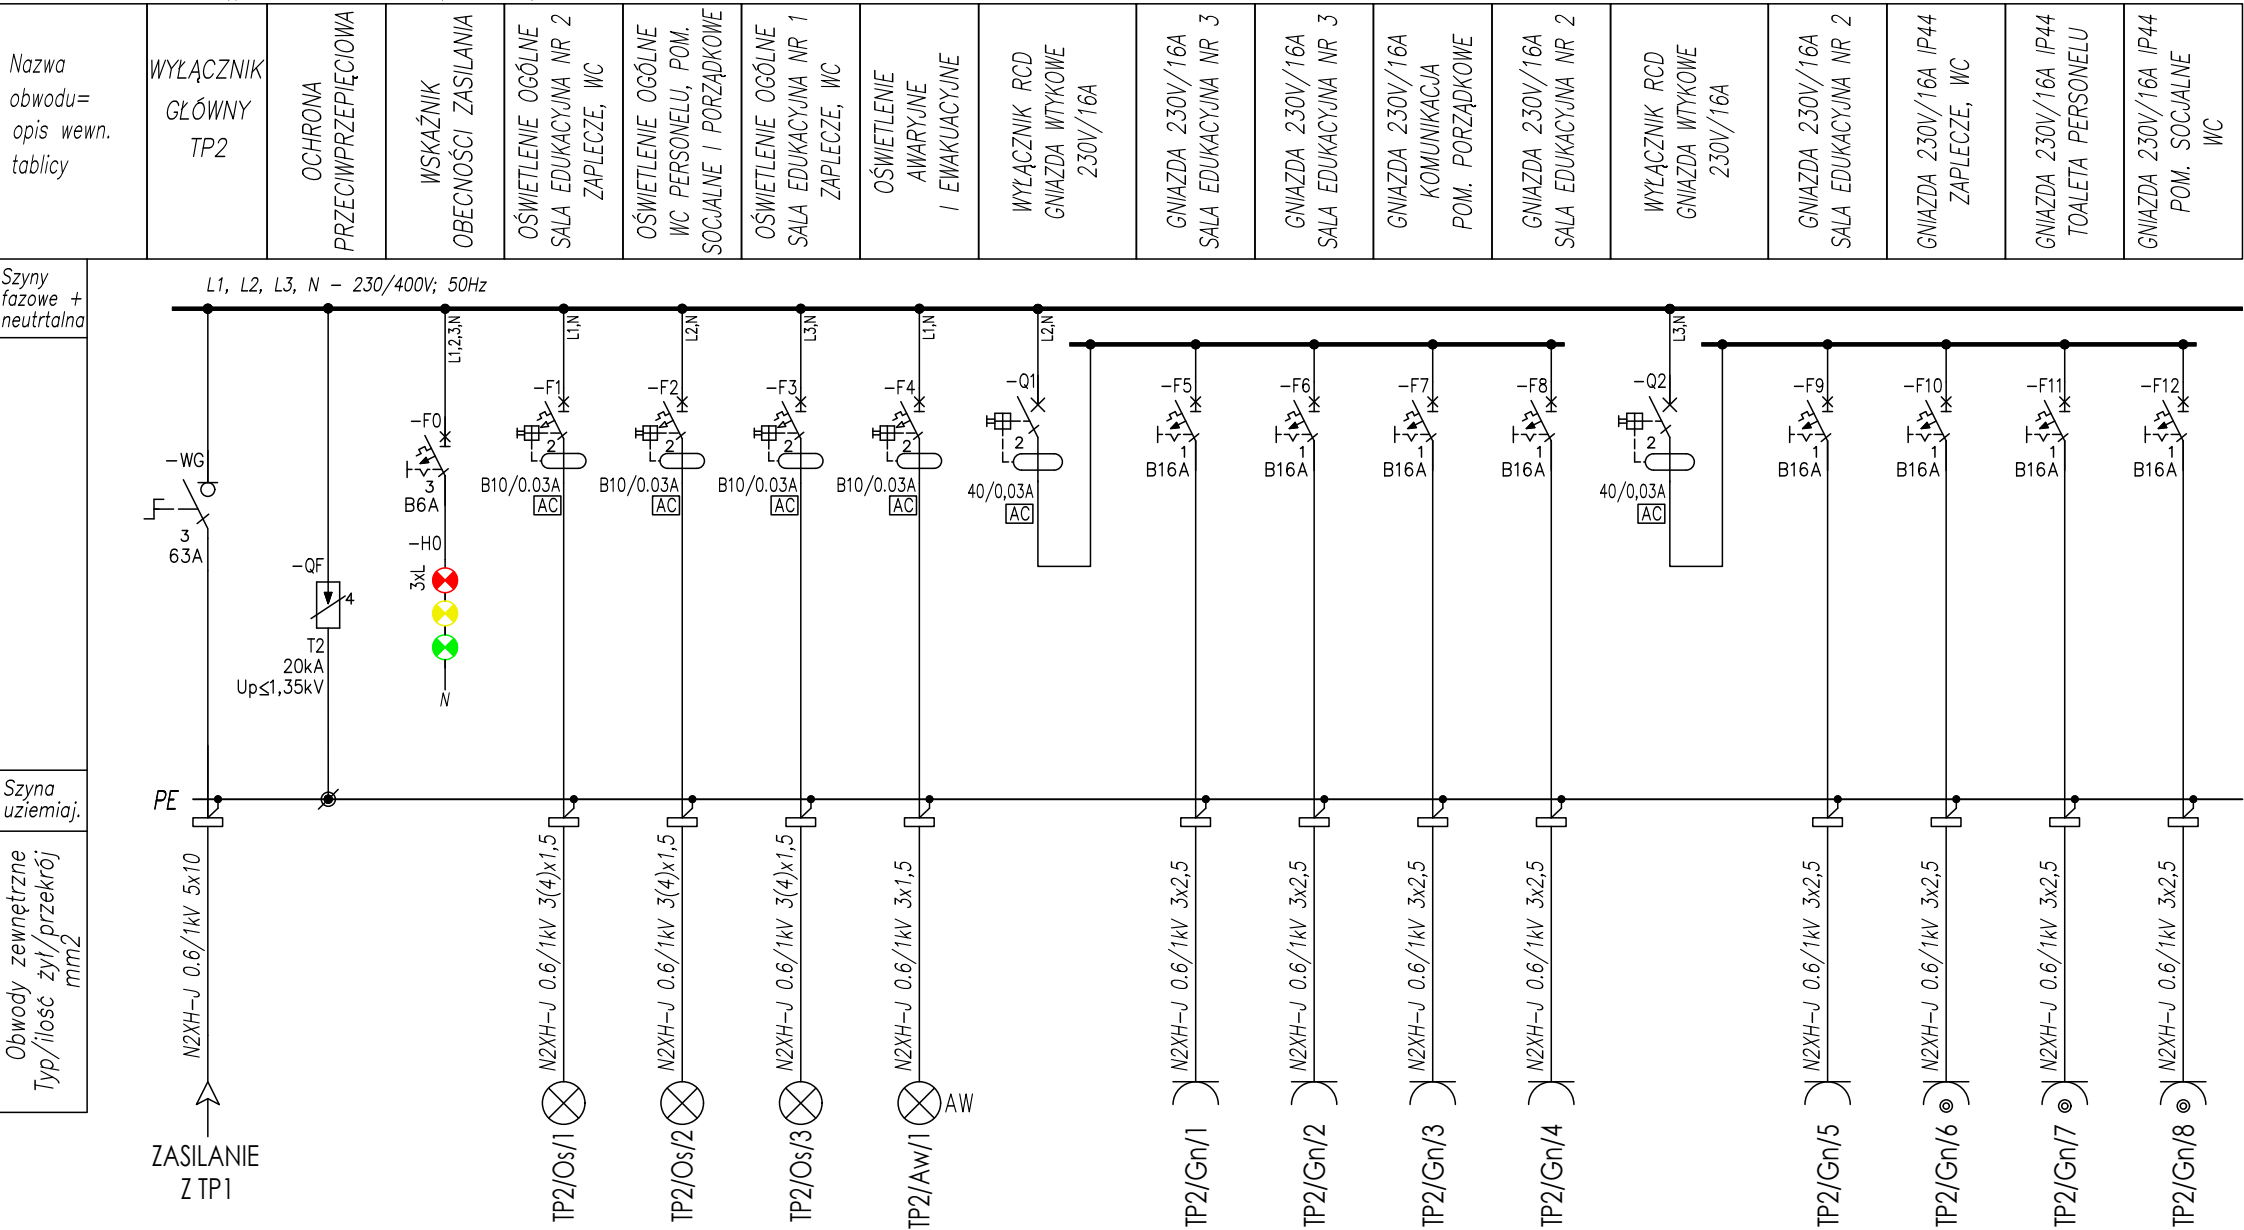 Nazwa
obwodu=
opis wewn.
tablicy
WYŁĄCZNIK
GŁÓWNY
TP2
OCHRONA
PRZECIWPRZEPIĘCIOWA
WSKAŹNIK
OBECNOŚCI ZASILANIA
OŚWIETLENIE OGÓLNE
SALA EDUKACYJNA NR 2
ZAPLECZE, WC
OŚWIETLENIE OGÓLNE
WC PERSONELU, POM.
SOCJALNE I PORZĄDKOWE
OŚWIETLENIE OGÓLNE
SALA EDUKACYJNA NR 1
ZAPLECZE, WC
OŚWIETLENIE
AWARYJNE
I EWAKUACYJNE
WYŁĄCZNIK RCD
GNIAZDA WTYKOWE
230V/16A
GNIAZDA 230V/16A
SALA EDUKACYJNA NR 3
GNIAZDA 230V/16A
SALA EDUKACYJNA NR 3
GNIAZDA 230V/16A
KOMUNIKACJA
POM. PORZĄDKOWE
GNIAZDA 230V/16A
SALA EDUKACYJNA NR 2
WYŁĄCZNIK RCD
GNIAZDA WTYKOWE
230V/16A
GNIAZDA 230V/16A
SALA EDUKACYJNA NR 2
GNIAZDA 230V/16A IP44
ZAPLECZE, WC
GNIAZDA 230V/16A IP44
TOALETA PERSONELU
GNIAZDA 230V/16A IP44
POM. SOCJALNE
WC
Szyny
fazowe +
neutrtalna
L1, L2, L3, N – 230/400V; 50Hz
L1,2,3,N
L1,N
L2,N
L3,N
L1,N
L2,N
L3,N
–WG
3
63A
–QF
4
T2
20kA
Up≤1,35kV
–F0
3
B6A
–H0
3xL
N
–F1
2
B10/0.03A
AC
–F2
2
B10/0.03A
AC
–F3
2
B10/0.03A
AC
–F4
2
B10/0.03A
AC
–Q1
2
40/0,03A
AC
–F5
1
B16A
–F6
1
B16A
–F7
1
B16A
–F8
1
B16A
–Q2
2
40/0,03A
AC
–F9
1
B16A
–F10
1
B16A
–F11
1
B16A
–F12
1
B16A
Szyna
uziemiaj.
PE
Obwody zewnętrzne
Typ/ilość żył/przekrój
mm2
N2XH–J 0.6/1kV 5x10
N2XH–J 0.6/1kV 3(4)x1,5
N2XH–J 0.6/1kV 3(4)x1,5
N2XH–J 0.6/1kV 3(4)x1,5
N2XH–J 0.6/1kV 3x1,5
N2XH–J 0.6/1kV 3x2,5
N2XH–J 0.6/1kV 3x2,5
N2XH–J 0.6/1kV 3x2,5
N2XH–J 0.6/1kV 3x2,5
N2XH–J 0.6/1kV 3x2,5
N2XH–J 0.6/1kV 3x2,5
N2XH–J 0.6/1kV 3x2,5
N2XH–J 0.6/1kV 3x2,5
ZASILANIE
Z TP1
TP2/Os/1
TP2/Os/2
TP2/Os/3
AW
TP2/Aw/1
TP2/Gn/1
TP2/Gn/2
TP2/Gn/3
TP2/Gn/4
TP2/Gn/5
TP2/Gn/6
TP2/Gn/7
TP2/Gn/8